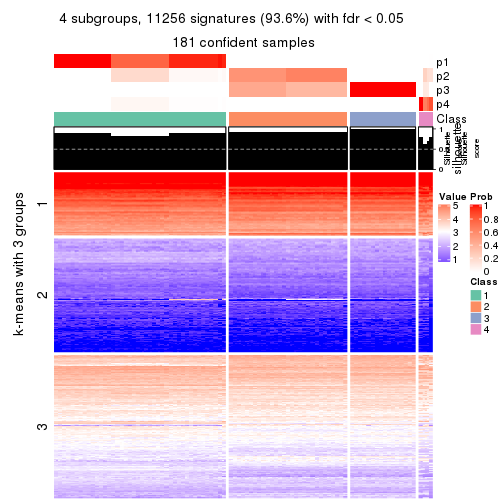 4 subgroups, 11256 signatures (93.6%) with fdr < 0.05
181 confident samples
p1
p2
p3
p4
Class
1
0.5
0
Silhouette
silhouette
Silhouette
score
k-means with 3 groups
1
2
3
Value
5
4
3
2
1
Prob
1
0.8
0.6
0.4
0.2
0
Class
1
2
3
4